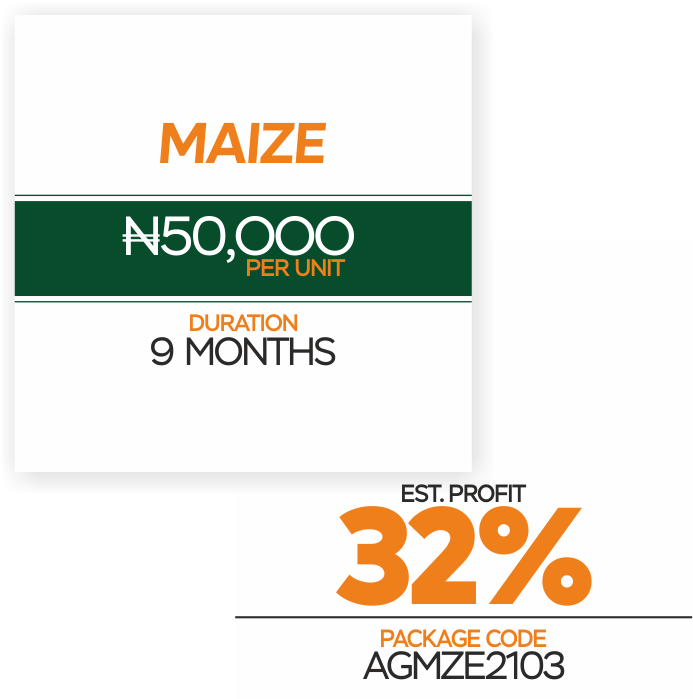 MAIZE
₦50,000
PER UNIT
DURATION
9 MONTHS
EST. PROFIT
32%
PACKAGE CODE
AGMZE2103